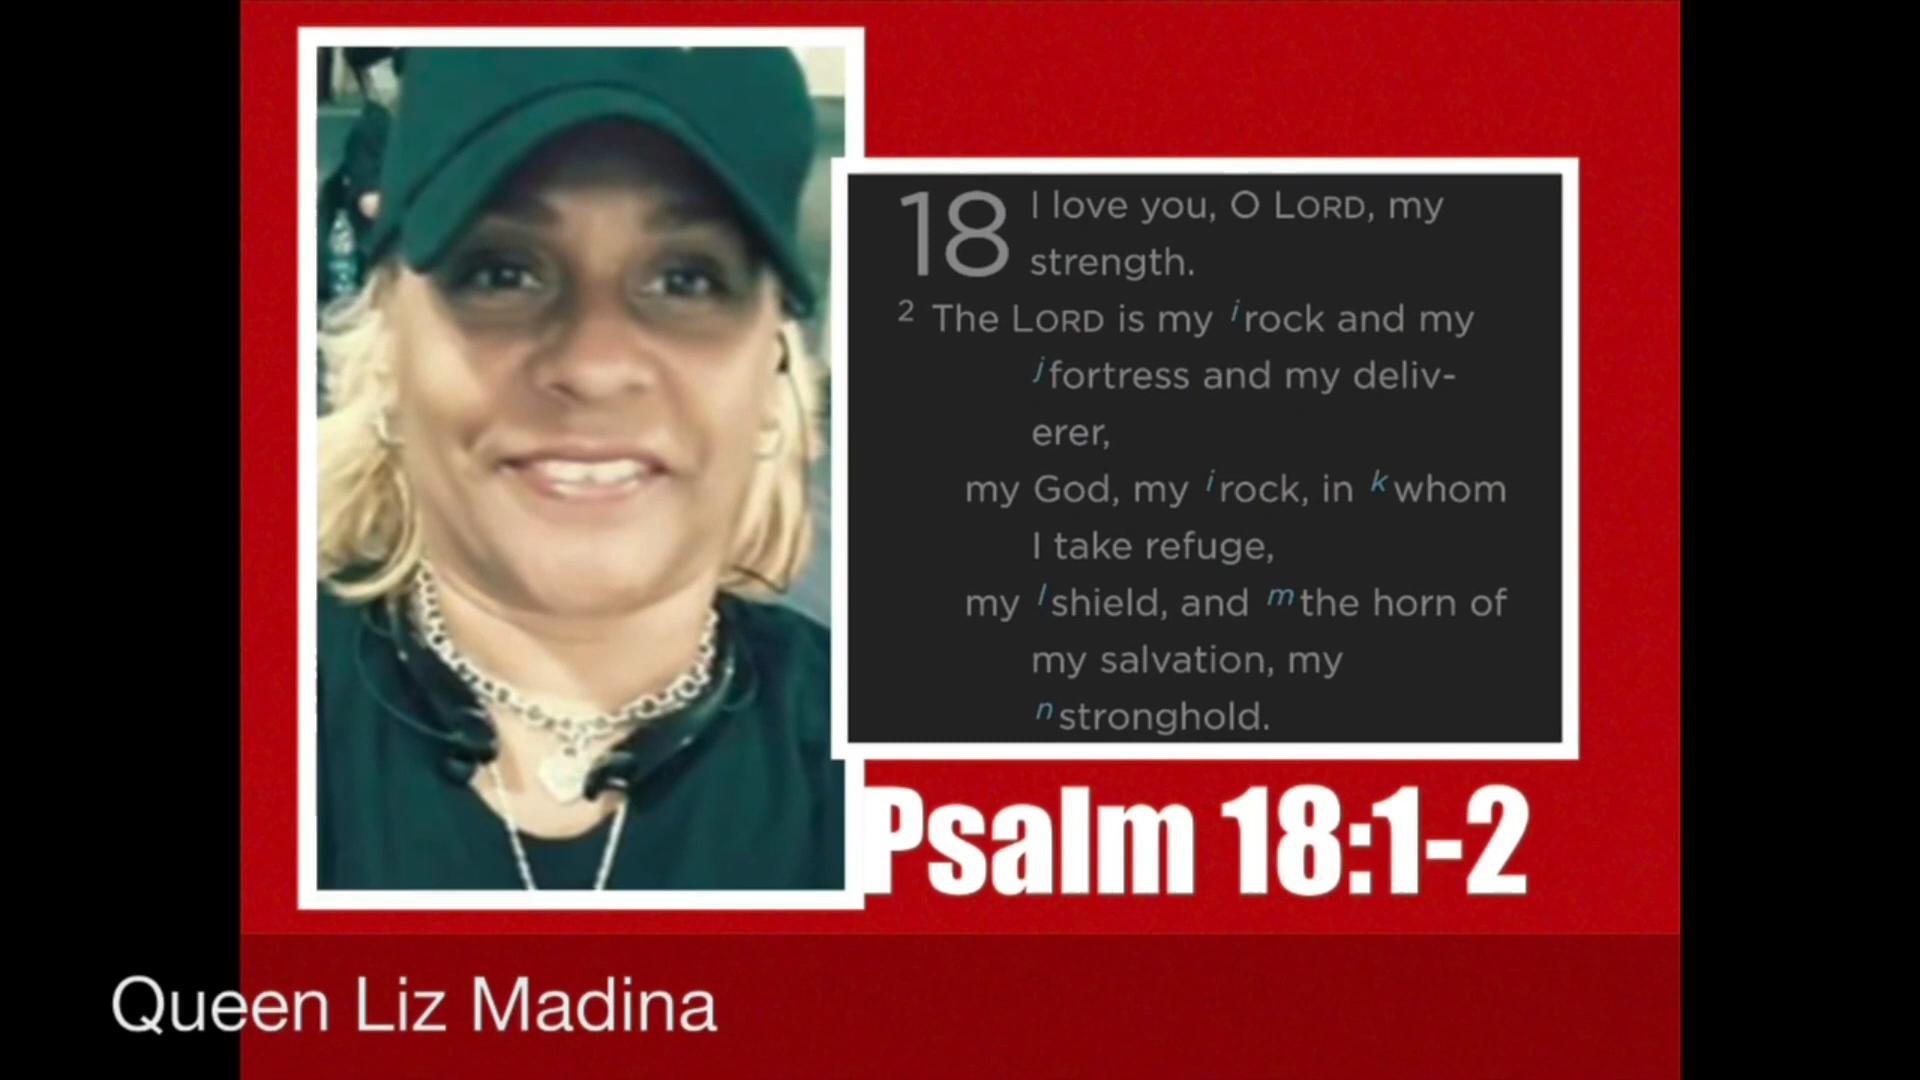 18 I love you, O LORD, my
strength.
2 The LORD is my i rock and my
j fortress and my deliv-
erer,
my God, my i rock, in k whom
I take refuge,
my l shield, and m the horn of
my salvation, my
n stronghold.
Psalm 18:1-2
Queen Liz Madina